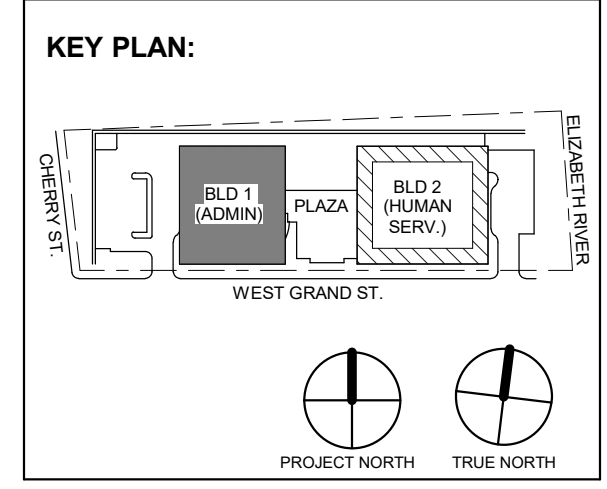 KEY PLAN:
CHERRY ST.
BLD 1
(ADMIN)
PLAZA
BLD 2
(HUMAN
SERV.)
ELIZABETH RIVER
WEST GRAND ST.
PROJECT NORTH
TRUE NORTH